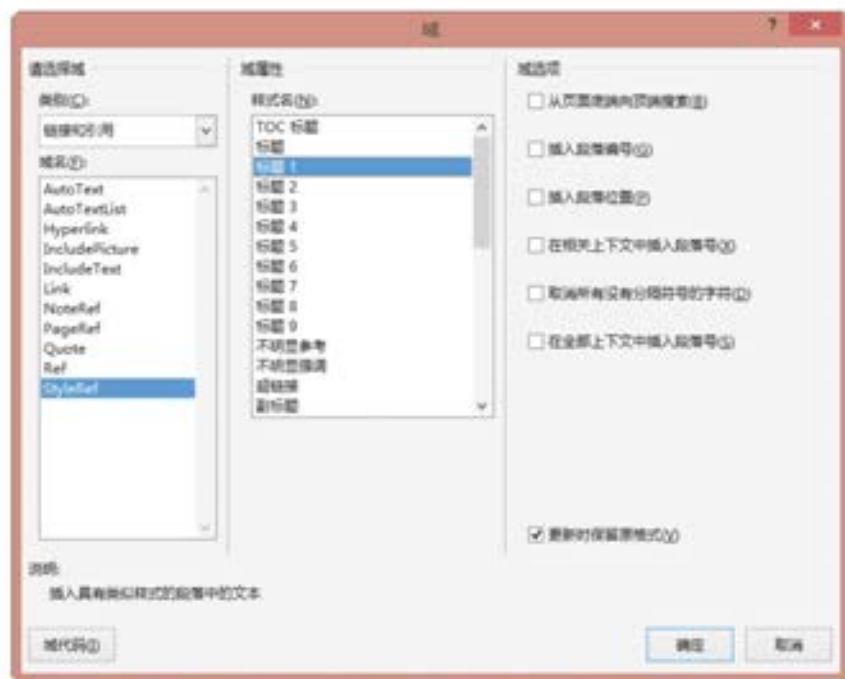 域
?
请选择域
类别(C):
链接和引用
域名(F):
AutoText
AutoTextList
Hyperlink
IncludePicture
IncludeText
Link
NoteRef
PageRef
Quote
Ref
StyleRef
域属性
样式名(N):
TOC 标题
标题
标题 1
标题 2
标题 3
标题 4
标题 5
标题 6
标题 7
标题 8
标题 9
不明显参考
不明显强调
超链接
副标题
域选项
从页面底端向顶端搜索(B)
插入段落编号(G)
插入段落位置(P)
在相关上下文中插入段落号(X)
取消所有没有分隔符号的字符(D)
在全部上下文中插入段落号(S)
更新时保留原格式(V)
说明:
插入具有类似样式的段落中的文本
域代码(I)
确定
取消